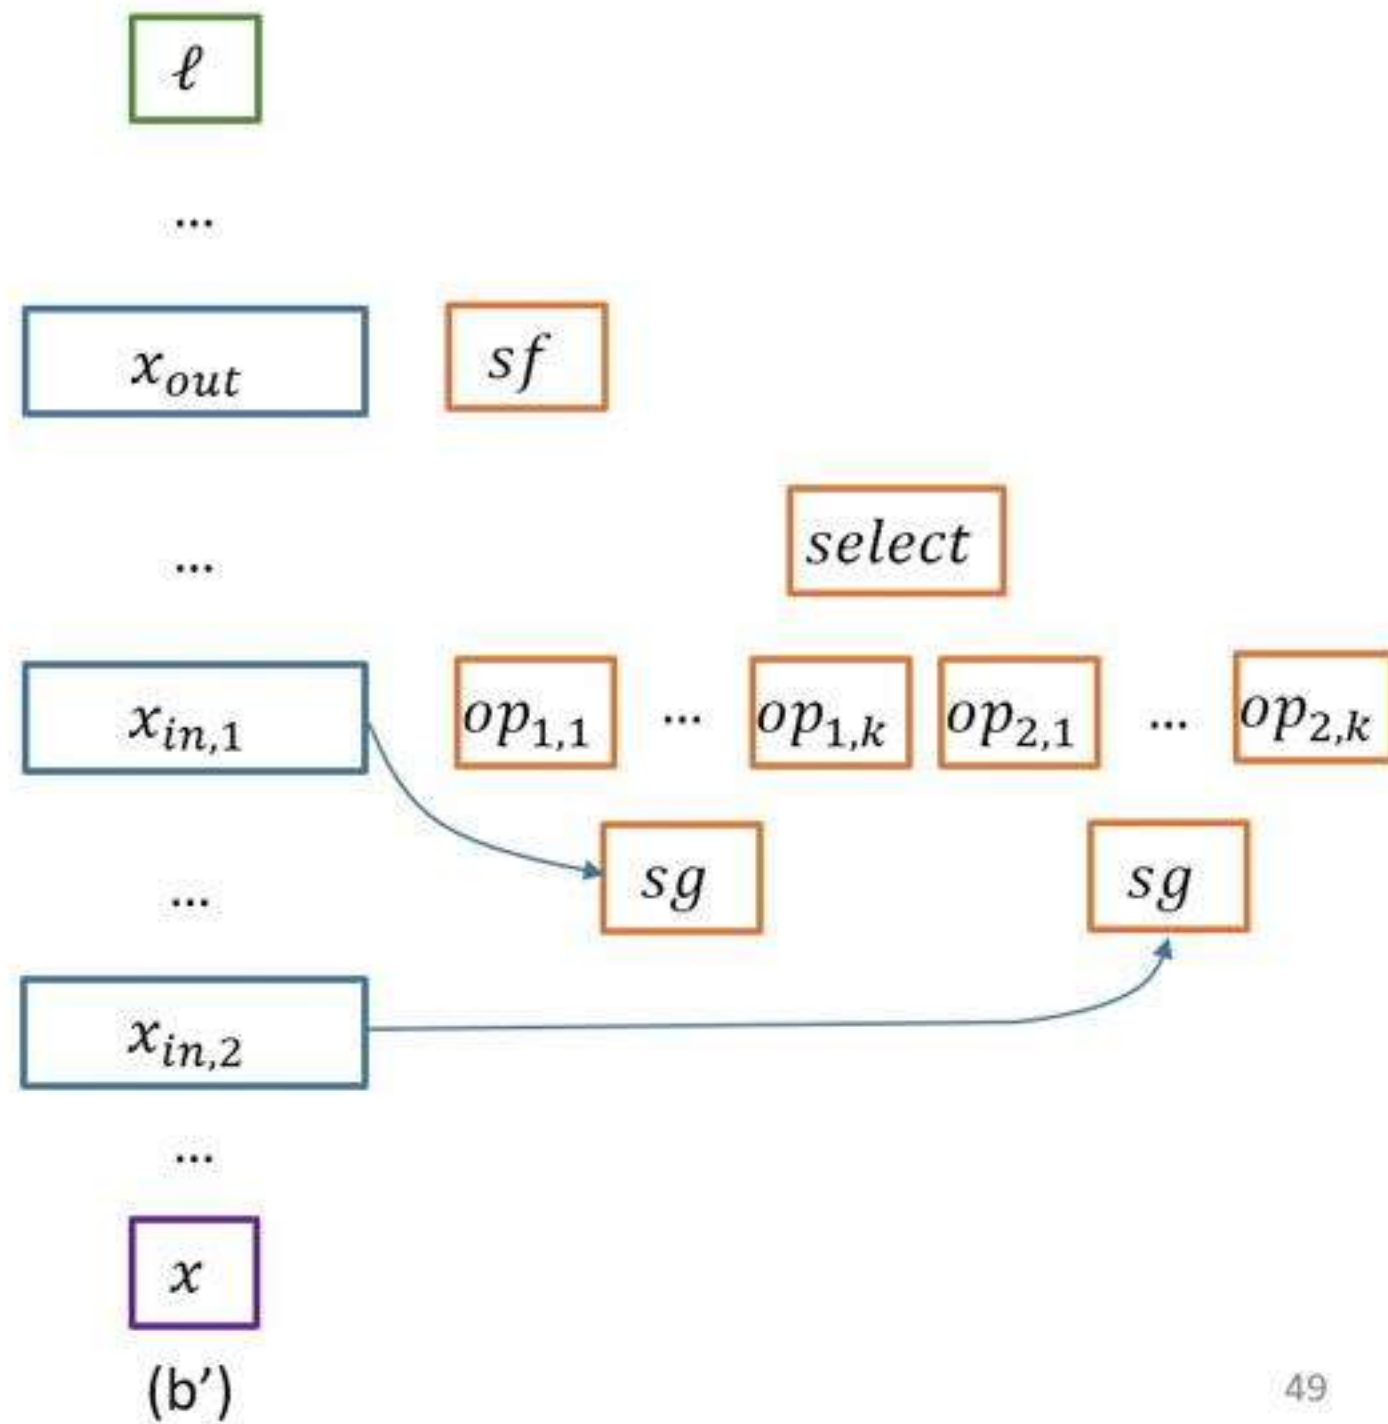 ℓ
...
x_out sf
...
select
x_in,1 op_1,1 ... op_1,k op_2,1 ... op_2,k
... sg sg
x_in,2
...
x
(b')
49